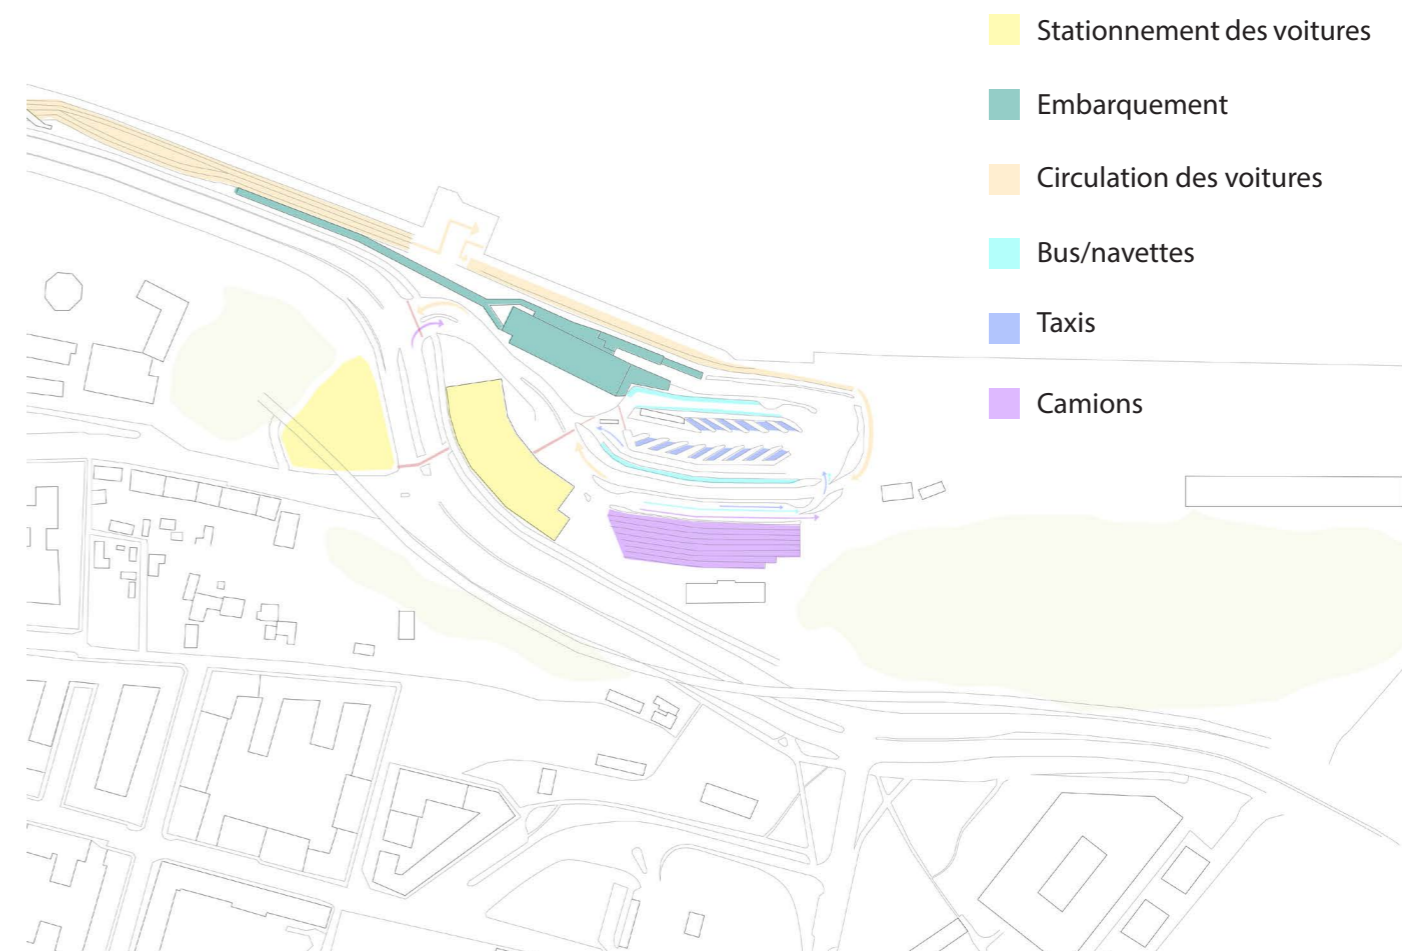 Stationnement des voitures
Embarquement
Circulation des voitures
Bus/navettes
Taxis
Camions